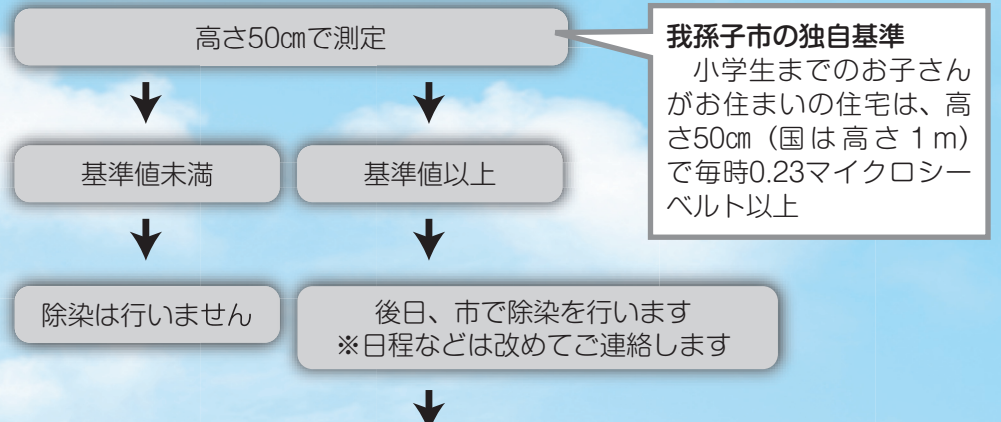 高さ50㎝で測定
我孫子市の独自基準
　小学生までのお子さん
がお住まいの住宅は、高
さ50㎝（国は高さ１ｍ）
で毎時0.23マイクロシー
ベルト以上
基準値未満
基準値以上
除染は行いません
後日、市で除染を行います
※日程などは改めてご連絡します